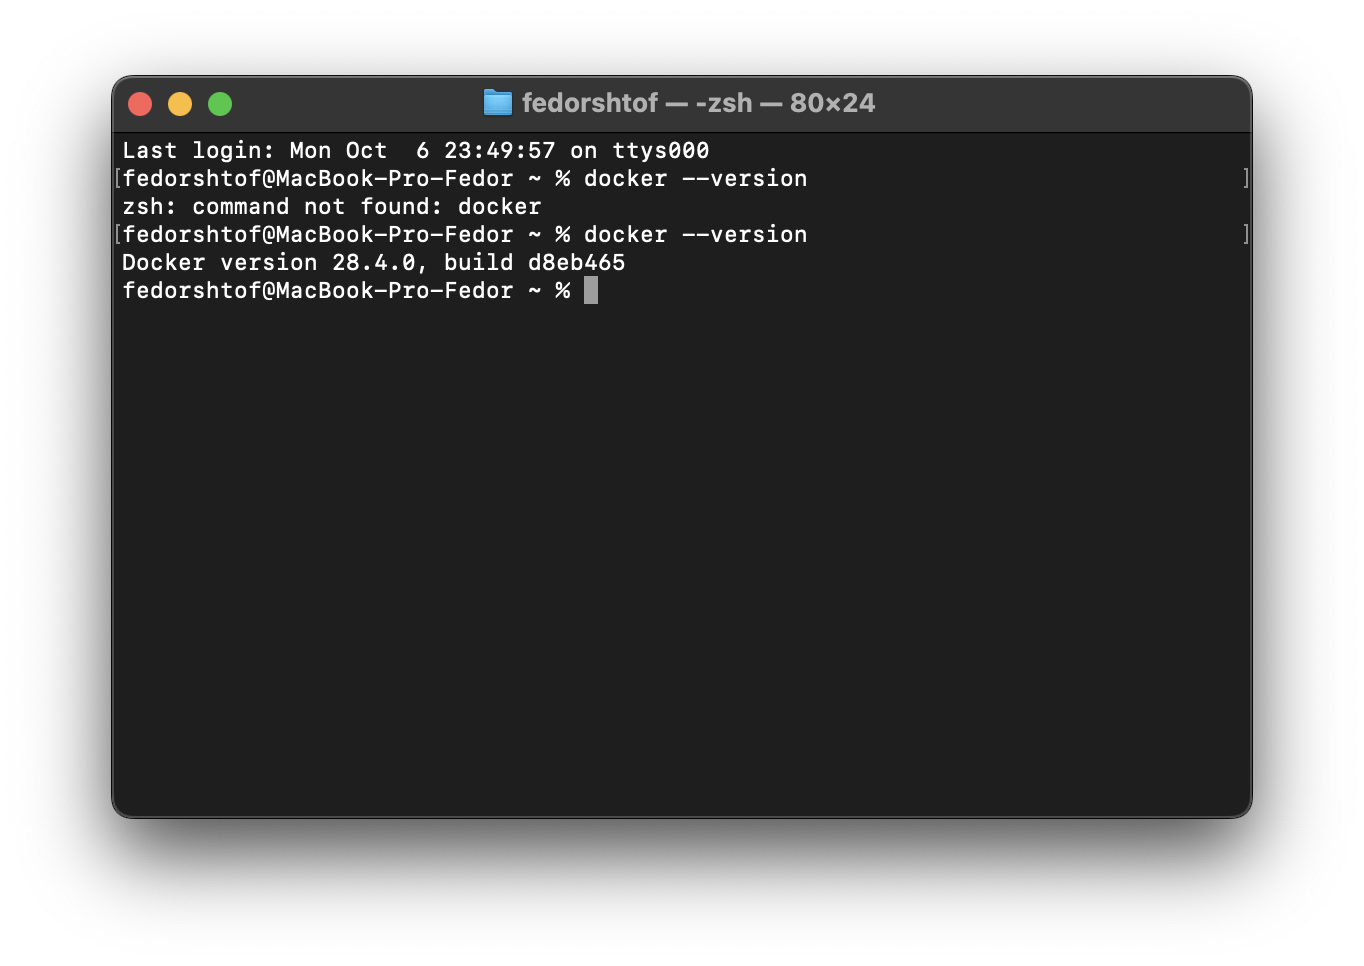 fedorshtof — -zsh — 80×24
Last login: Mon Oct  6 23:49:57 on ttys000
[fedorshtof@MacBook-Pro-Fedor ~ % docker --version ]
zsh: command not found: docker
[fedorshtof@MacBook-Pro-Fedor ~ % docker --version ]
Docker version 28.4.0, build d8eb465
fedorshtof@MacBook-Pro-Fedor ~ %